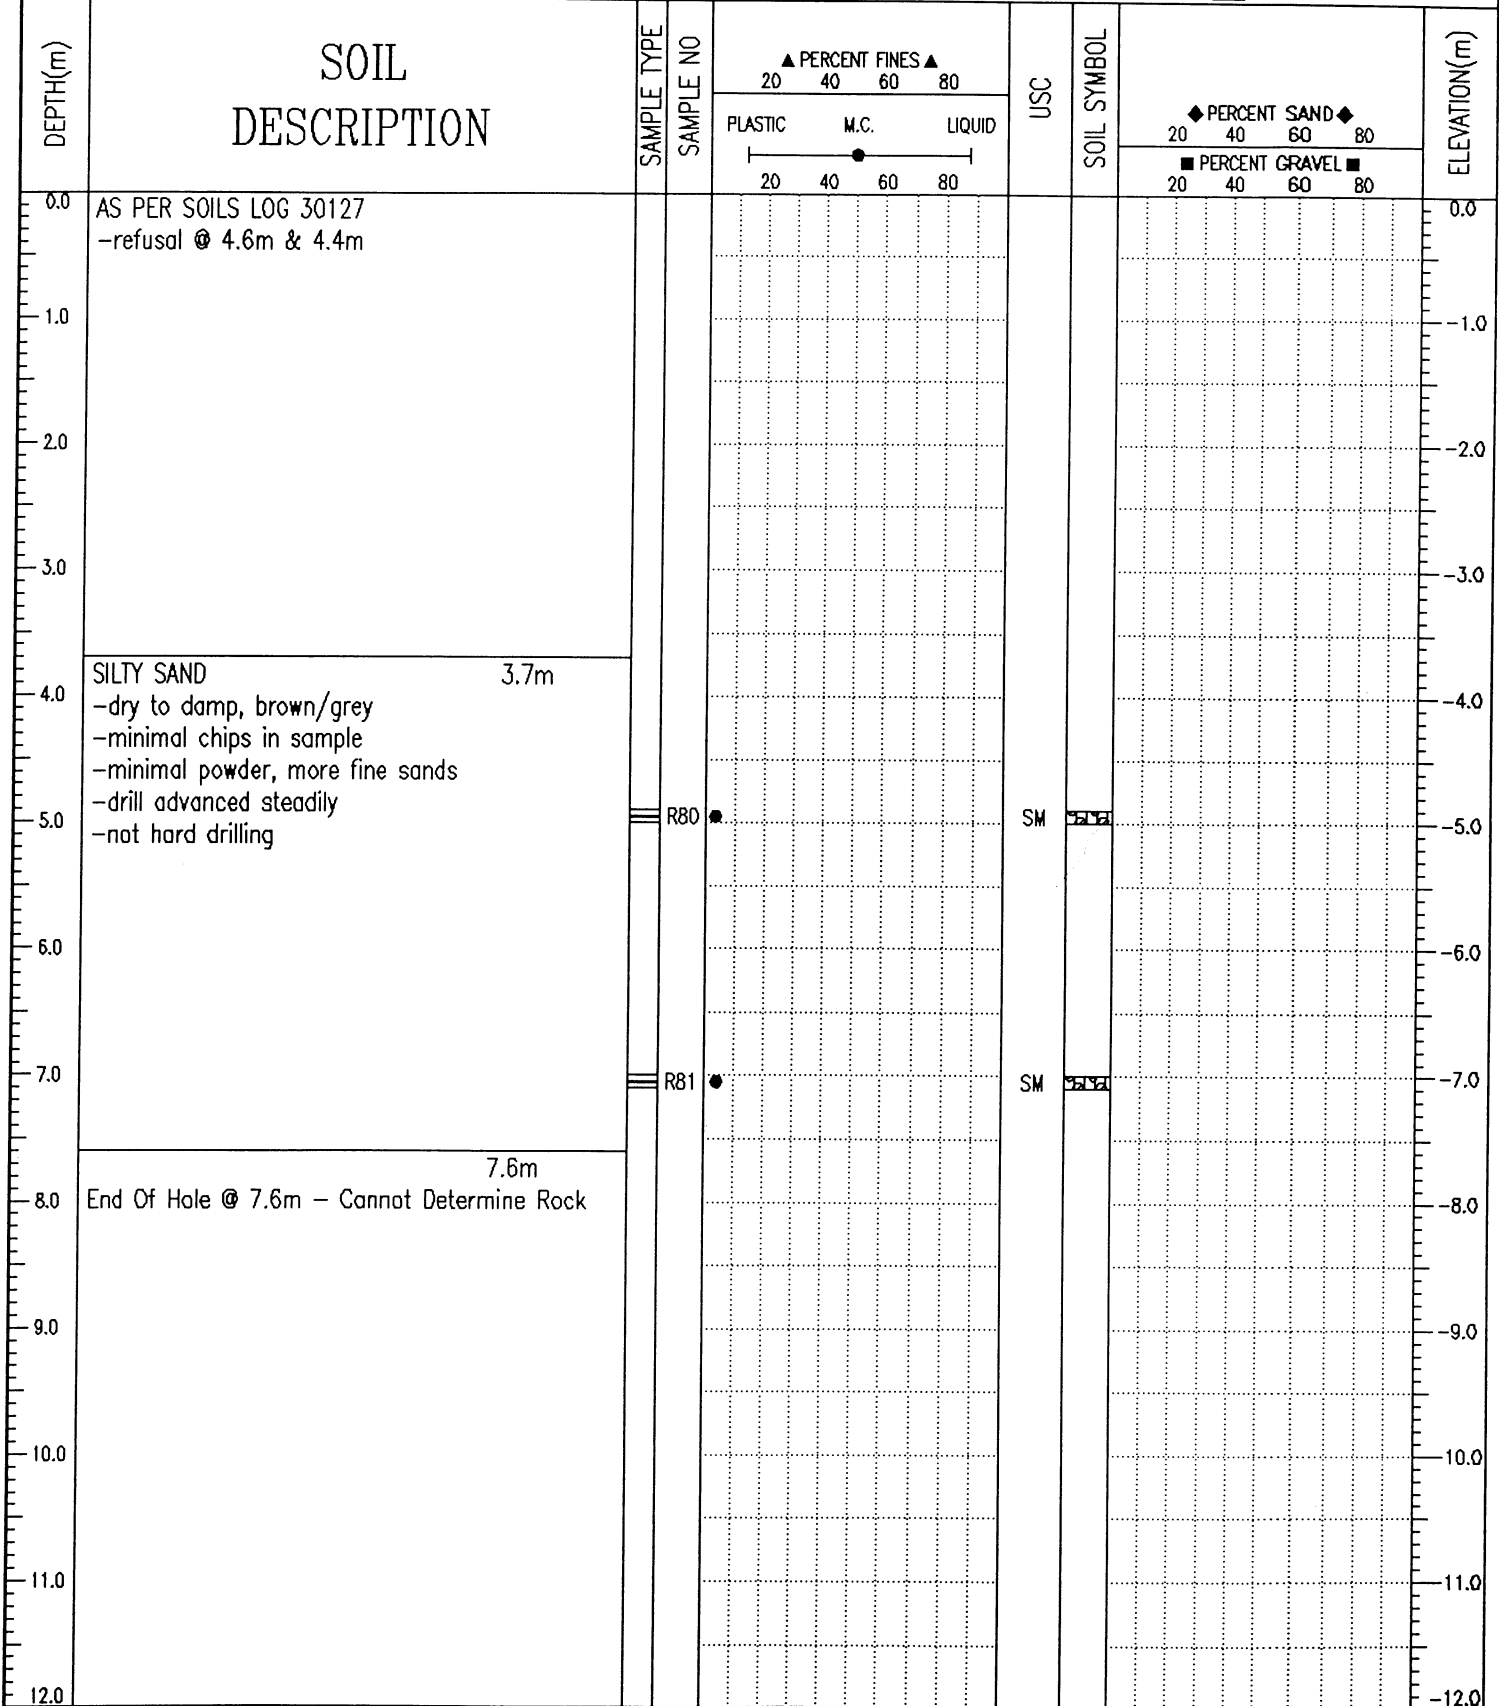 DEPTH(m)
SOIL
DESCRIPTION
SAMPLE TYPE
SAMPLE NO
▲ PERCENT FINES ▲
20 40 60 80
PLASTIC M.C. LIQUID
20 40 60 80
USC
SOIL SYMBOL
◆ PERCENT SAND ◆
20 40 60 80
■ PERCENT GRAVEL ■
20 40 60 80
ELEVATION(m)
0.0
1.0
2.0
3.0
4.0
5.0
6.0
7.0
8.0
9.0
10.0
11.0
12.0
AS PER SOILS LOG 30127
-refusal @ 4.6m & 4.4m
SILTY SAND 3.7m
-dry to damp, brown/grey
-minimal chips in sample
-minimal powder, more fine sands
-drill advanced steadily
-not hard drilling
7.6m
End Of Hole @ 7.6m - Cannot Determine Rock
R80
R81
SM
SM
0.0
-1.0
-2.0
-3.0
-4.0
-5.0
-6.0
-7.0
-8.0
-9.0
-10.0
-11.0
-12.0